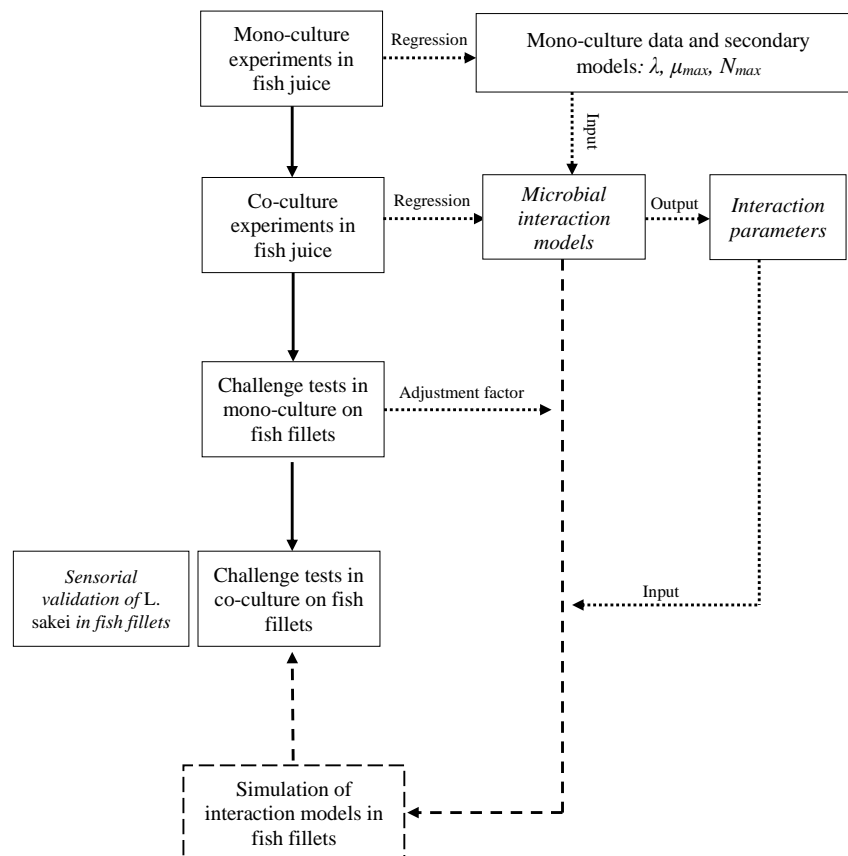 Mono-culture
experiments in
fish juice
Regression
Mono-culture data and secondary
models: λ, μmax, Nmax
Input
Co-culture
experiments in
fish juice
Regression
Microbial
interaction
models
Output
Interaction
parameters
Challenge tests in
mono-culture on
fish fillets
Adjustment factor
Sensorial
validation of L.
sakei in fish fillets
Challenge tests in
co-culture on fish
fillets
Input
Simulation of
interaction models in
fish fillets